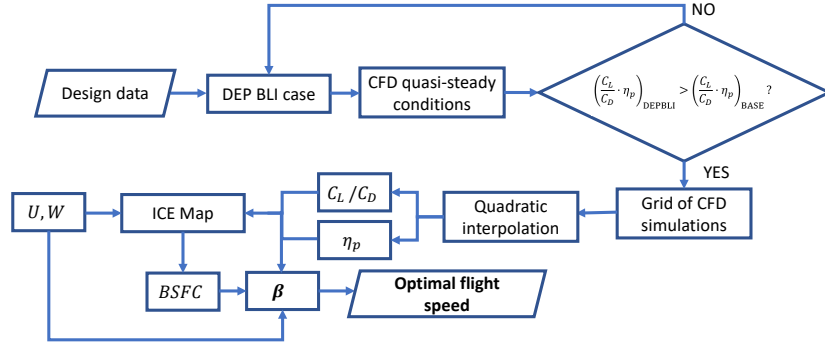 NO
Design data
DEP BLI case
CFD quasi-steady
conditions
(C_L/C_D · η_p)_DEPBLI > (C_L/C_D · η_p)_BASE ?
YES
U, W
ICE Map
C_L /C_D
η_p
Quadratic
interpolation
Grid of CFD
simulations
BSFC
β
Optimal flight
speed